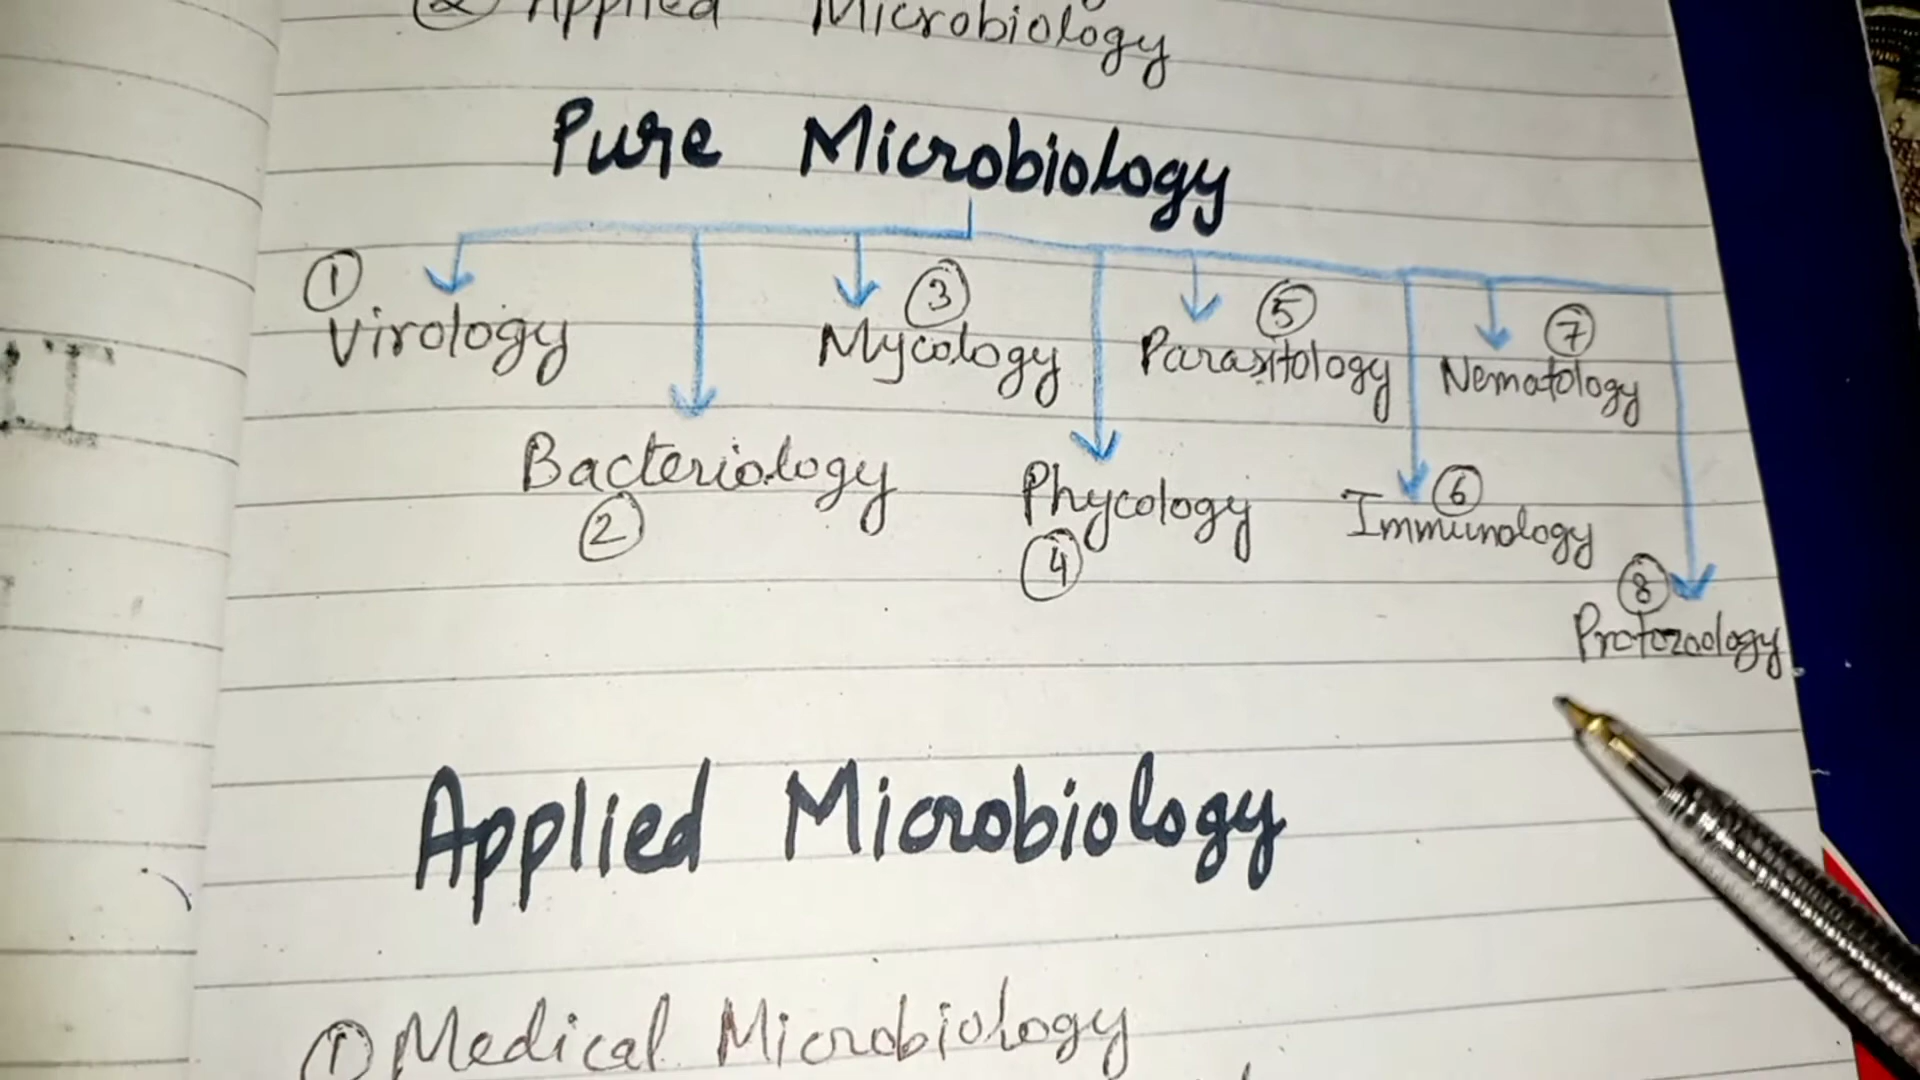 ② Applied Microbiology
Pure Microbiology
① Virology
② Bacteriology
③ Mycology
④ Phycology
⑤ Parasitology
⑥ Immunology
⑦ Nematology
⑧ Protozoology
Applied Microbiology
① Medical Microbiology